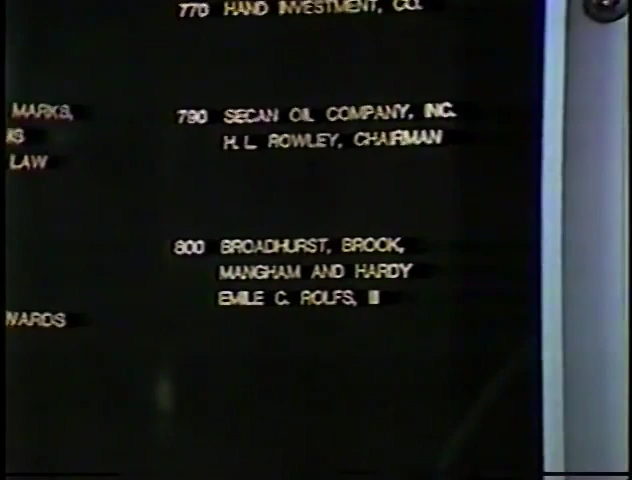 770 HAND INVESTMENT, CO.
MARKS,
790 SECAN OIL COMPANY, INC.
H. L. ROWLEY, CHAIRMAN
LAW
800 BROADHURST, BROOK,
MANGHAM AND HARDY
EMILE C. ROLFS, III
WARDS